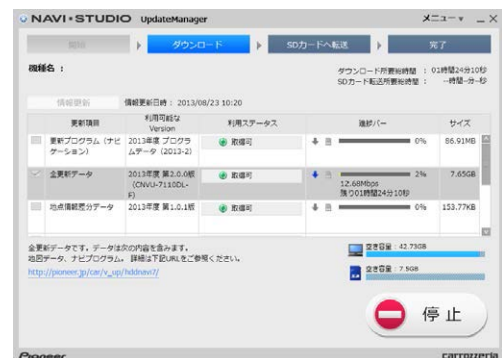 NAVI•STUDIO UpdateManager
メニュー
開始
ダウンロード
SDカードへ転送
完了
機種名：
ダウンロード所要総時間 ： 01時間24分10秒
SDカード転送所要総時間 ： --時間--分--秒
情報更新
情報更新日時： 2013/08/23 10:20
更新項目
利用可能な
Version
利用ステータス
進捗バー
サイズ
更新プログラム（ナビ
ゲーション）
2013年度 プログラ
ムデータ（2013-2）
取得可
0%
86.91MB
全更新データ
2013年度 第2.0.0版
(CNVU-7110DL-
F)
取得可
2%
12.68Mbps
残り01時間24分10秒
7.65GB
地点情報差分データ
2013年度 第1.0.1版
取得可
0%
153.77KB
全更新データです。データは次の内容を含みます。
地図データ、ナビプログラム。 詳細は下記URLをご参照ください。
http://pioneer.jp/car/v_up/hddnavi7/
空き容量：42.73GB
空き容量：7.5GB
停止
Pioneer
carrozzeria